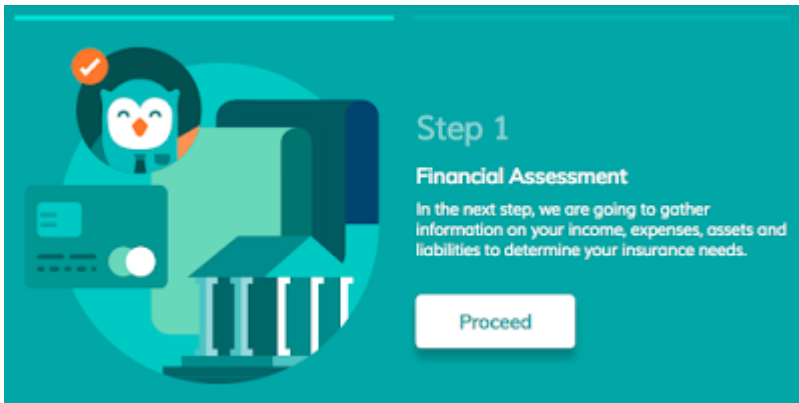 Step 1
Financial Assessment
In the next step, we are going to gather
information on your income, expenses, assets and
liabilities to determine your insurance needs.
Proceed